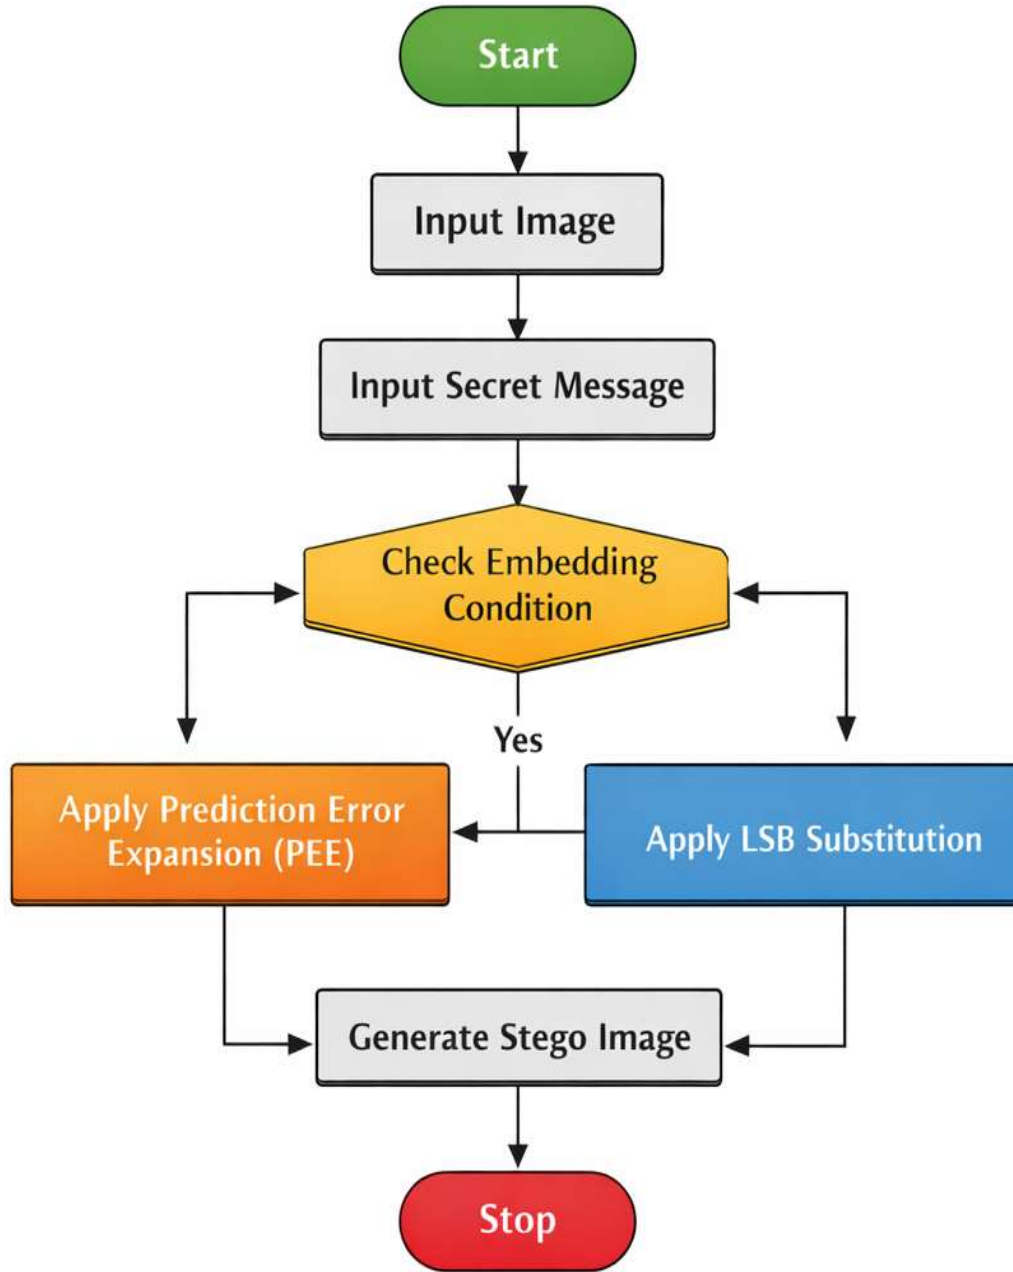 Start
Input Image
Input Secret Message
Check Embedding
Condition
Yes
Apply Prediction Error
Expansion (PEE)
Apply LSB Substitution
Generate Stego Image
Stop